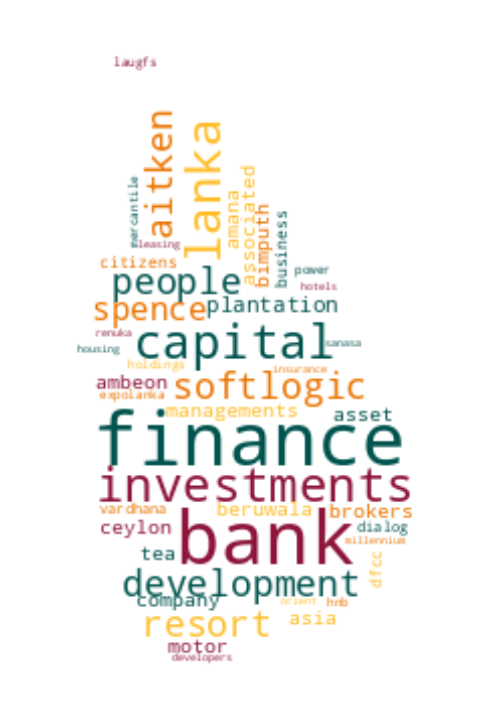 laugfs
aitken
lanka
mercantile
amana
associated
bimputh
business
leasing
citizens
power
people
hotels
spence
plantation
renuka
capital
sanasa
housing
holdings
insurance
ambeon
softlogic
expolanka
managements
asset
finance
investments
vardhana
beruwala
brokers
ceylon
bank
dialog
millennium
tea
dfcc
development
company
orient
hnb
resort
asia
motor
developers